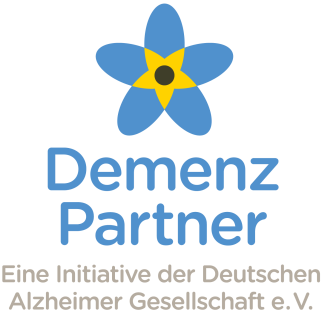 Demenz
Partner
Eine Initiative der Deutschen
Alzheimer Gesellschaft e. V.